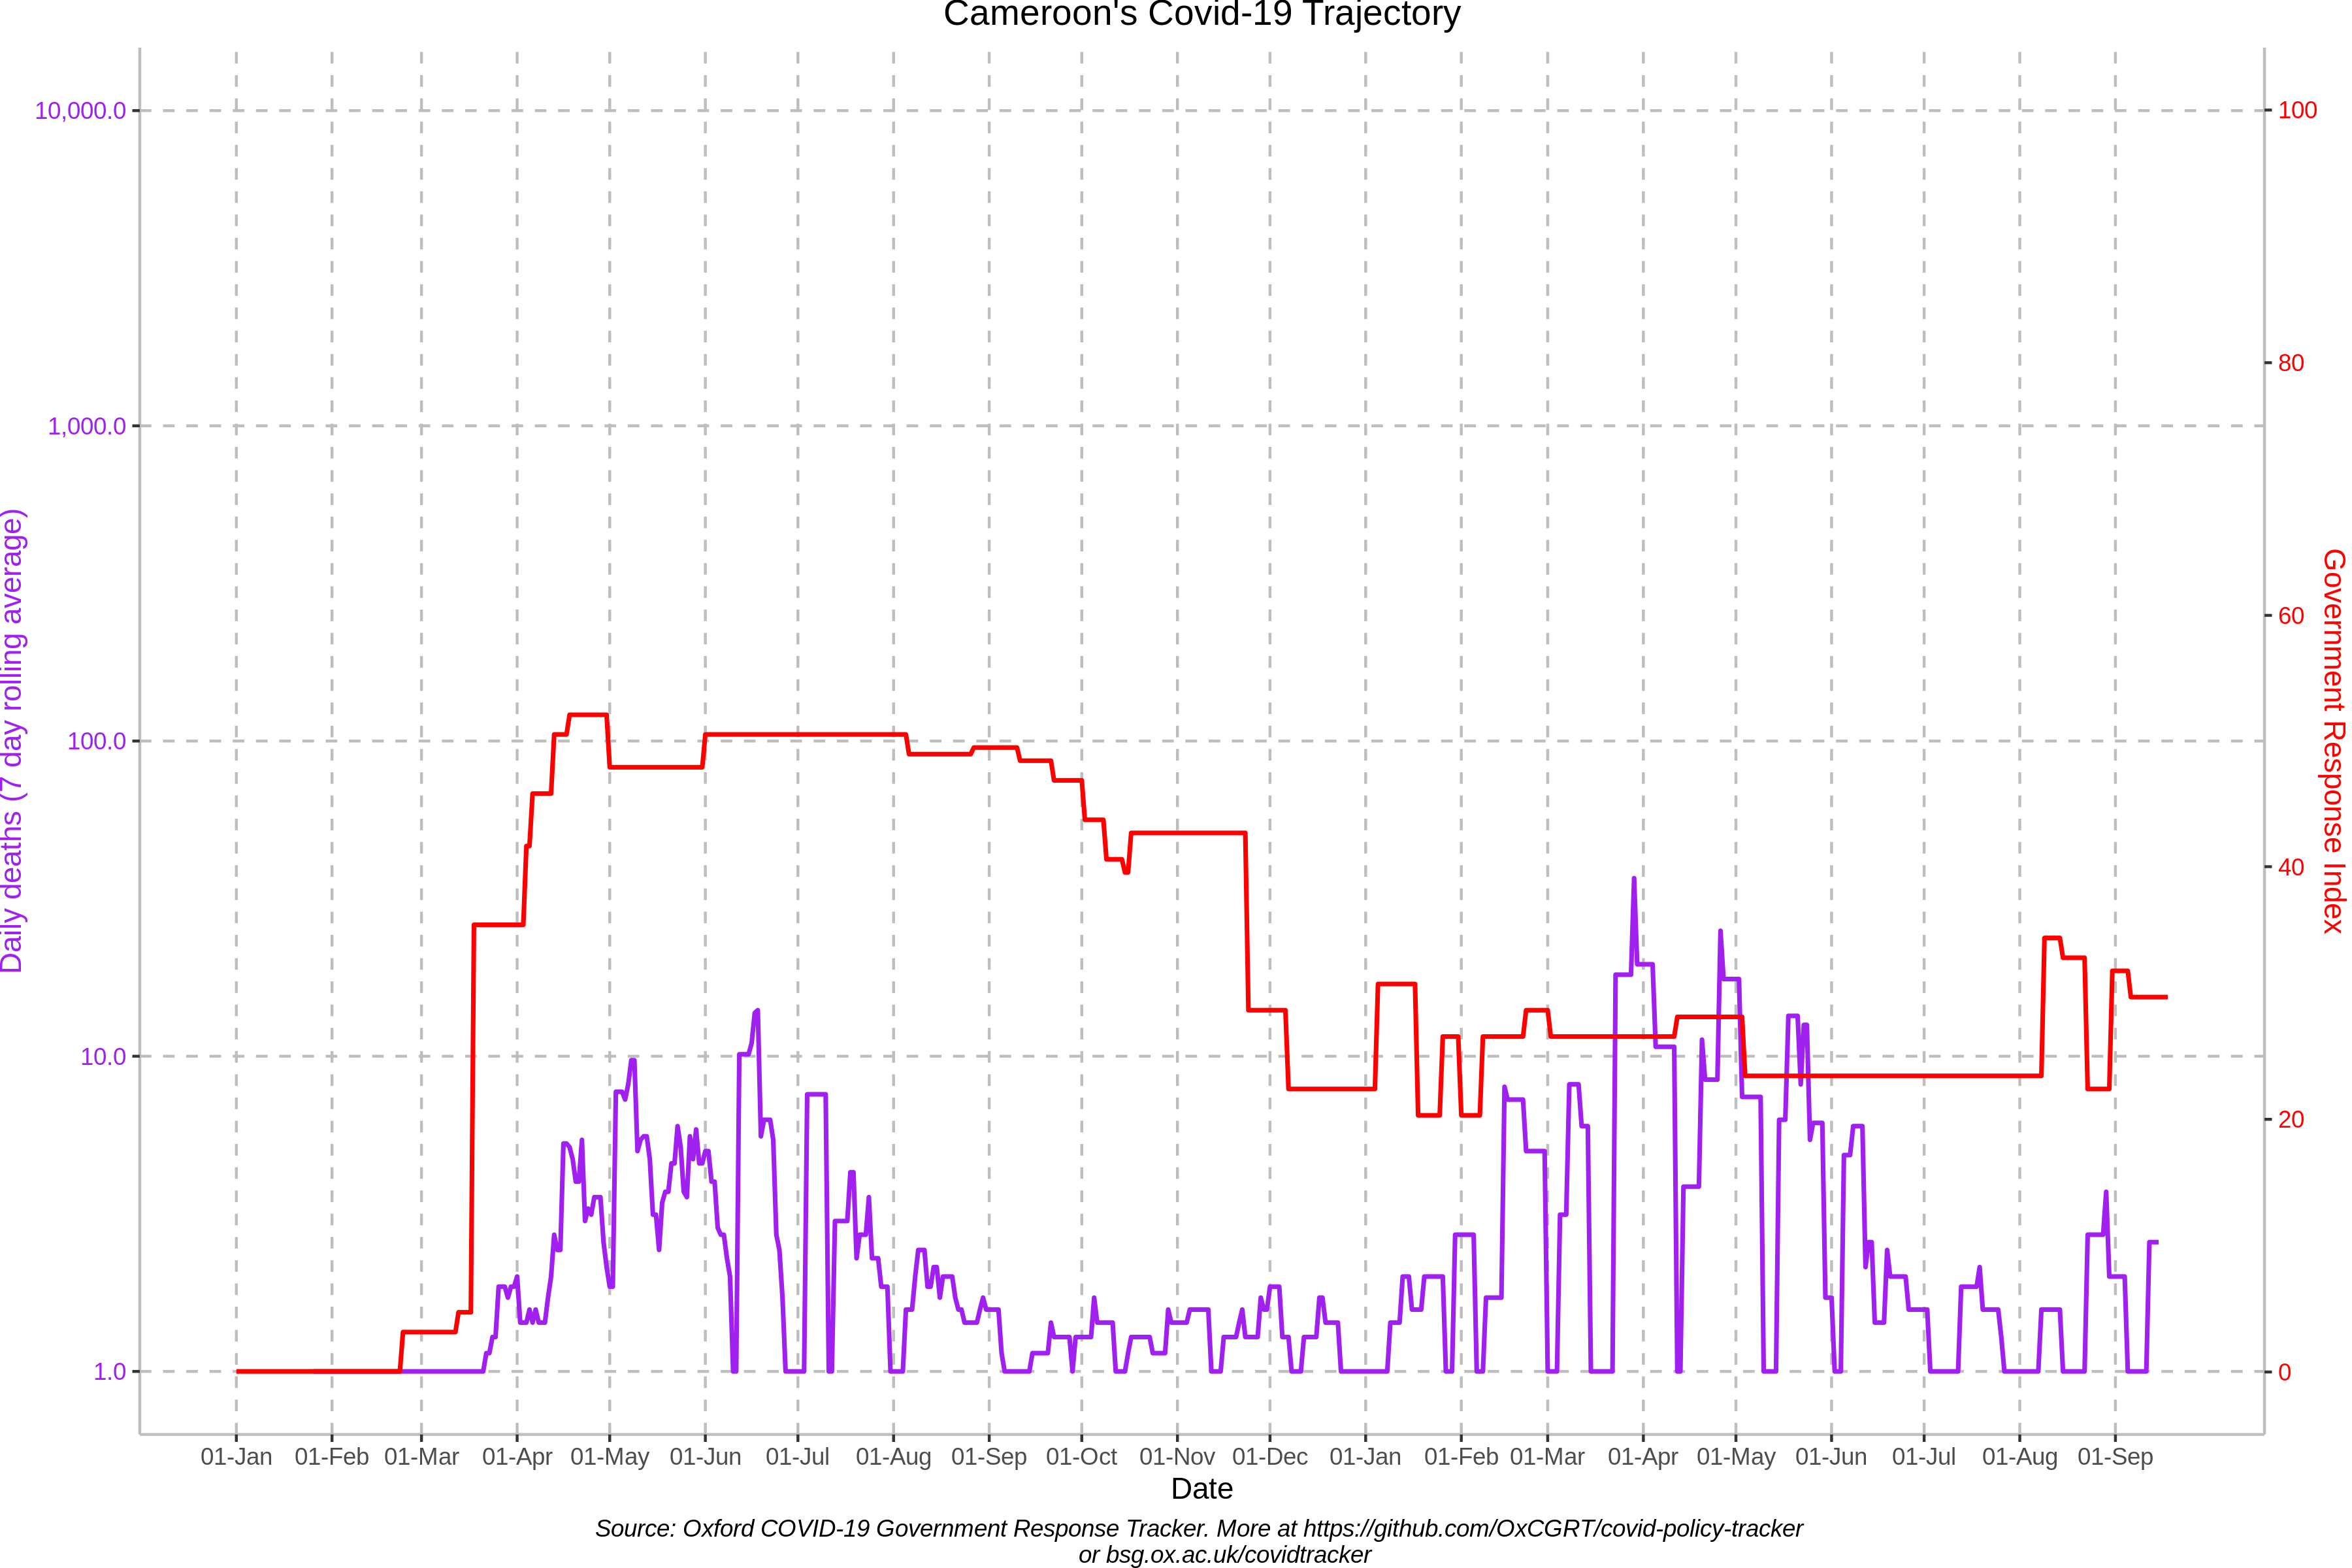 Cameroon's Covid-19 Trajectory
10,000.0
1,000.0
100.0
10.0
1.0
Daily deaths (7 day rolling average)
100
80
60
40
20
0
Government Response Index
01-Jan 01-Feb 01-Mar 01-Apr 01-May 01-Jun 01-Jul 01-Aug 01-Sep 01-Oct 01-Nov 01-Dec 01-Jan 01-Feb 01-Mar 01-Apr 01-May 01-Jun 01-Jul 01-Aug 01-Sep
Date
Source: Oxford COVID-19 Government Response Tracker. More at https://github.com/OxCGRT/covid-policy-tracker
or bsg.ox.ac.uk/covidtracker